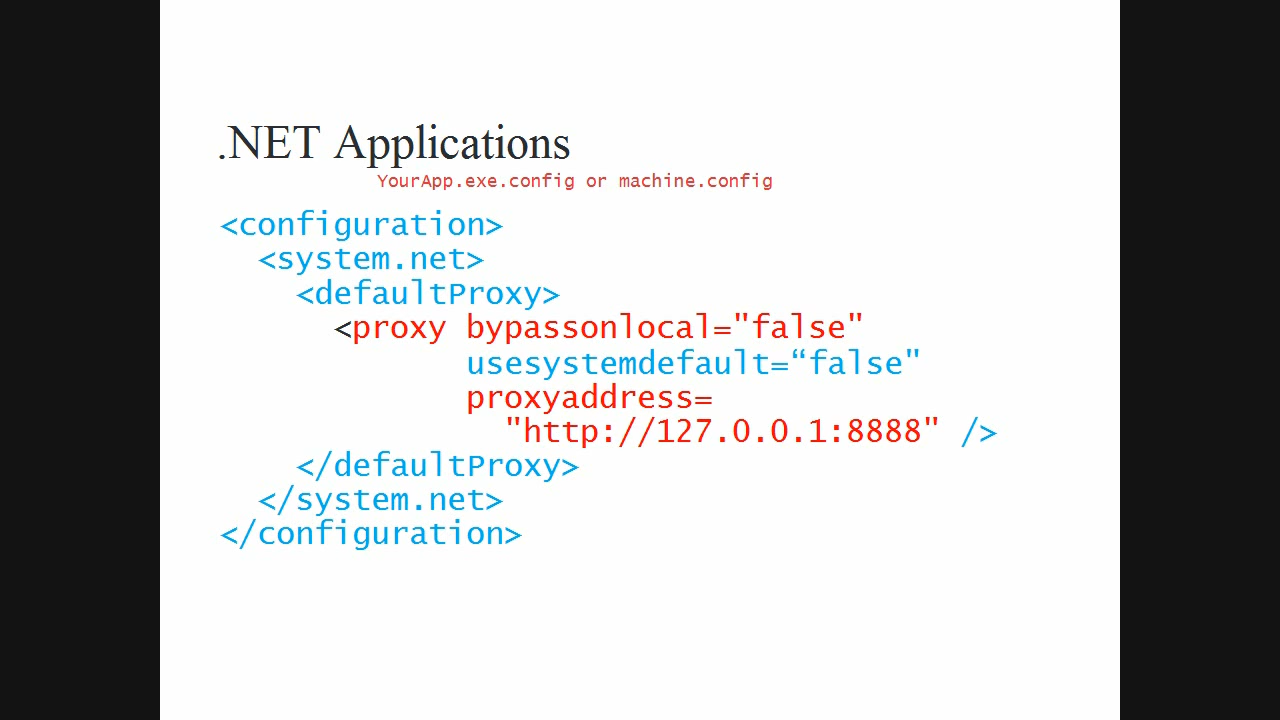 .NET Applications
YourApp.exe.config or machine.config
<configuration>
<system.net>
<defaultProxy>
<proxy bypassonlocal="false"
usesystemdefault=“false"
proxyaddress=
"http://127.0.0.1:8888" />
</defaultProxy>
</system.net>
</configuration>